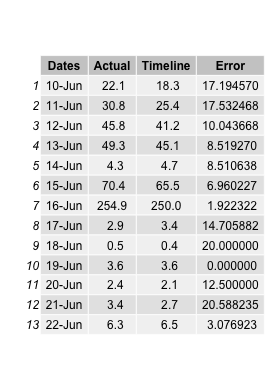 Dates Actual Timeline Error
1 10-Jun 22.1 18.3 17.194570
2 11-Jun 30.8 25.4 17.532468
3 12-Jun 45.8 41.2 10.043668
4 13-Jun 49.3 45.1 8.519270
5 14-Jun 4.3 4.7 8.510638
6 15-Jun 70.4 65.5 6.960227
7 16-Jun 254.9 250.0 1.922322
8 17-Jun 2.9 3.4 14.705882
9 18-Jun 0.5 0.4 20.000000
10 19-Jun 3.6 3.6 0.000000
11 20-Jun 2.4 2.1 12.500000
12 21-Jun 3.4 2.7 20.588235
13 22-Jun 6.3 6.5 3.076923